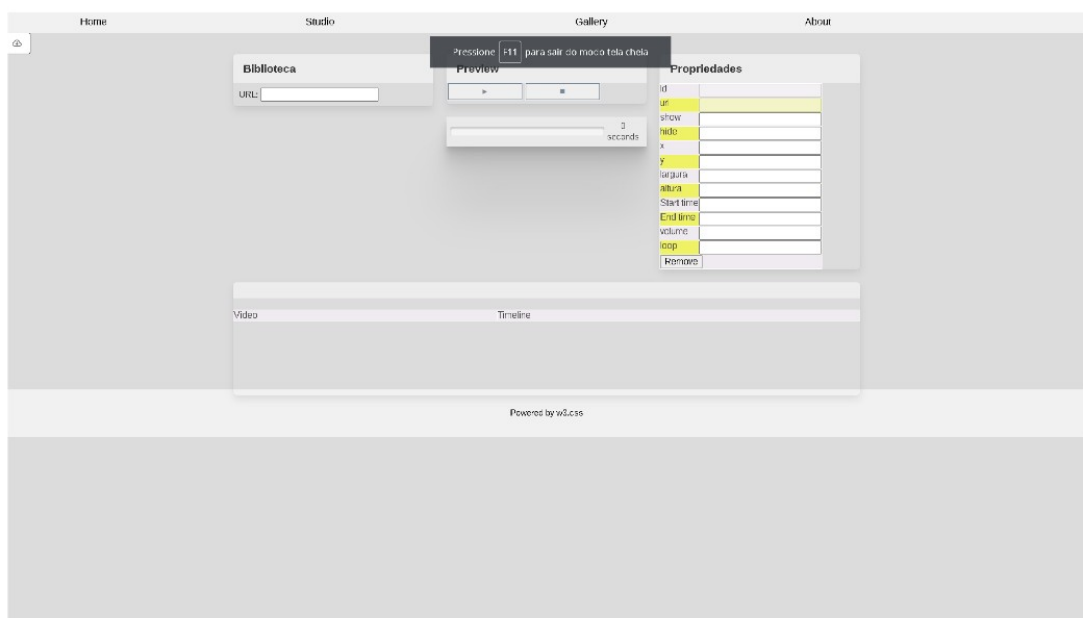 Home Studio Gallery About
Pressione F11 para sair do modo tela cheia
Biblioteca
URL:
Preview
seconds
Propriedades
id
url
show
hide
x
y
largura
altura
Start time
End time
volume
loop
Remove
Video Timeline
Powered by w3.css